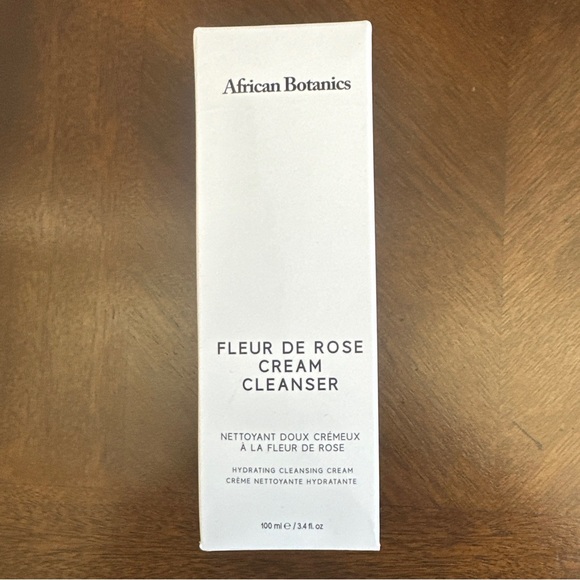 African Botanics
FLEUR DE ROSE
CREAM
CLEANSER
NETTOYANT DOUX CRÉMEUX
À LA FLEUR DE ROSE
HYDRATING CLEANSING CREAM
CRÈME NETTOYANTE HYDRATANTE
100 ml ℮ / 3.4 fl. oz